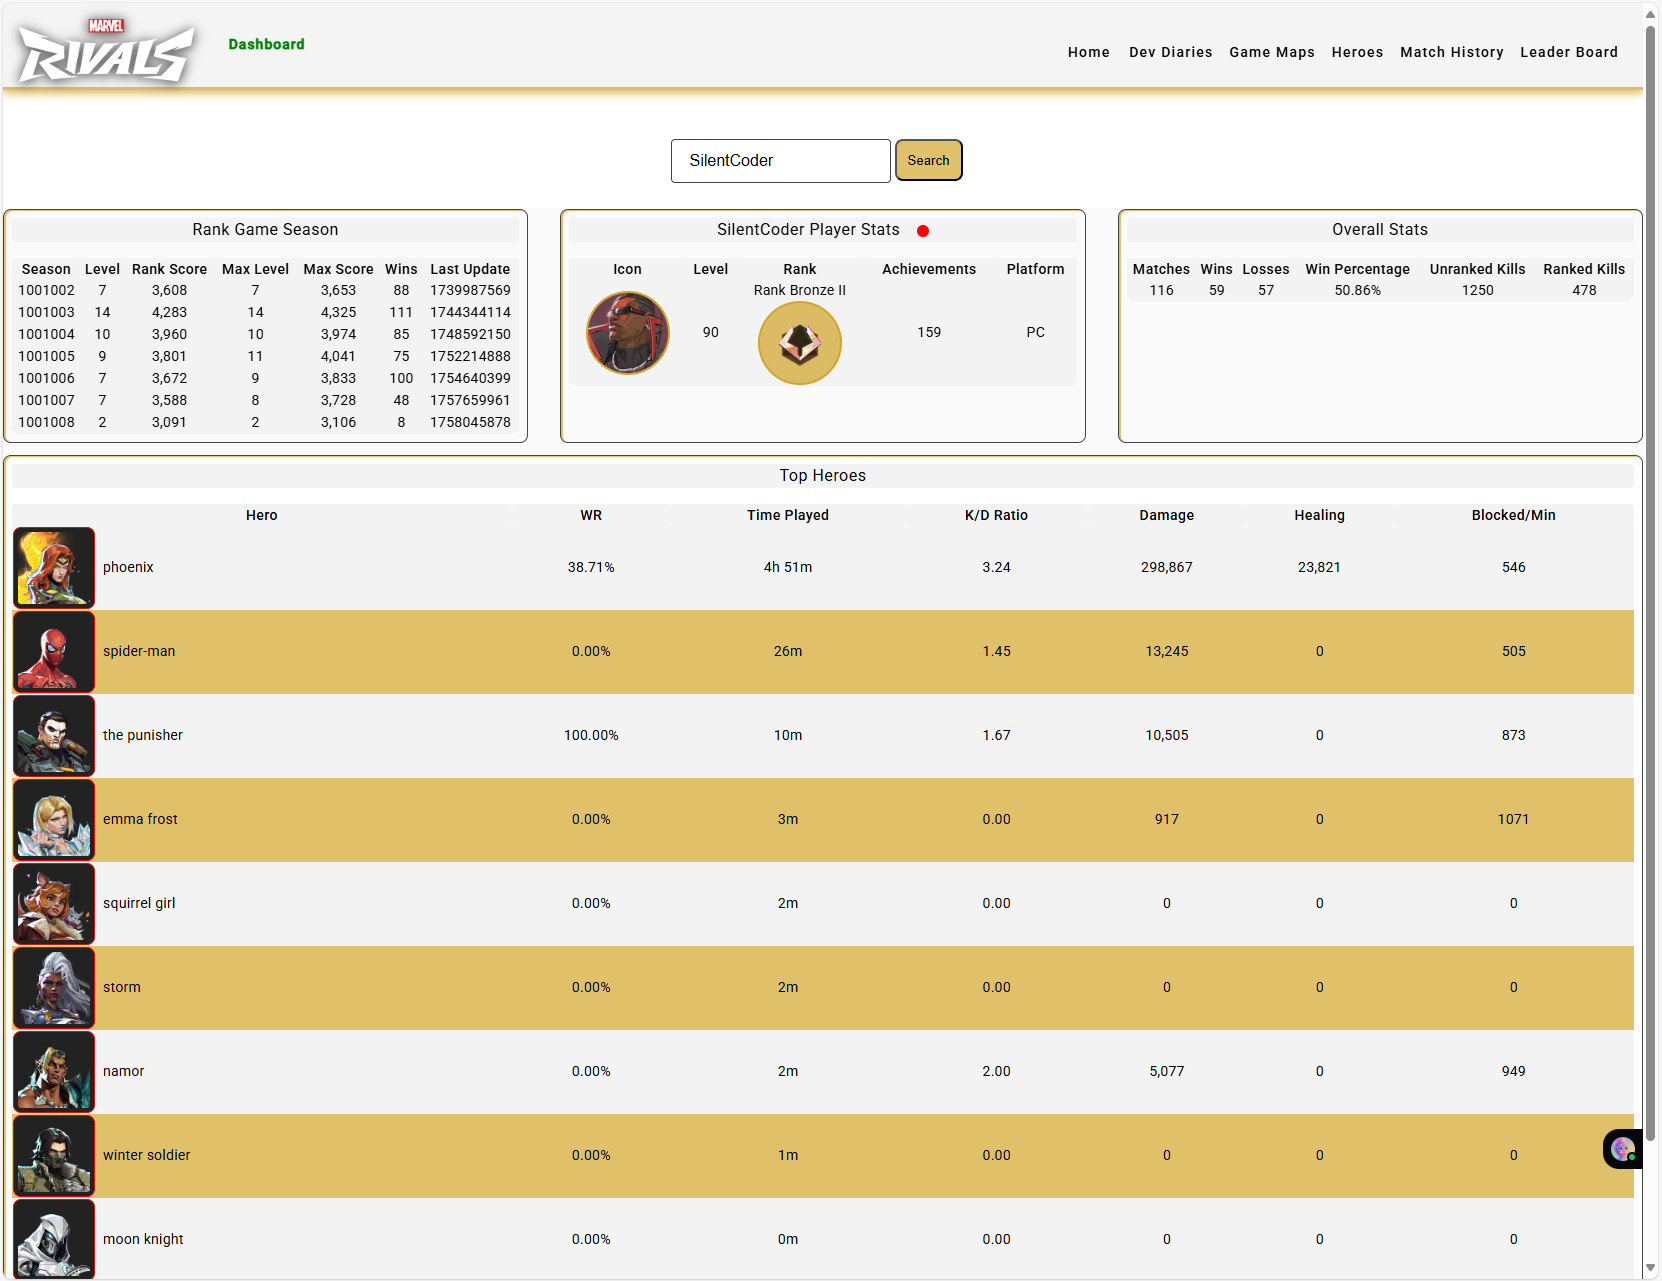 MARVEL
RIVALS
Dashboard
Home Dev Diaries Game Maps Heroes Match History Leader Board
SilentCoder Search
Rank Game Season
Season Level Rank Score Max Level Max Score Wins Last Update
1001002 7 3,608 7 3,653 88 1739987569
1001003 14 4,283 14 4,325 111 1744344114
1001004 10 3,960 10 3,974 85 1748592150
1001005 9 3,801 11 4,041 75 1752214888
1001006 7 3,672 9 3,833 100 1754640399
1001007 7 3,588 8 3,728 48 1757659961
1001008 2 3,091 2 3,106 8 1758045878
SilentCoder Player Stats
Icon Level Rank Achievements Platform
Rank Bronze II
90 159 PC
Overall Stats
Matches Wins Losses Win Percentage Unranked Kills Ranked Kills
116 59 57 50.86% 1250 478
Top Heroes
Hero WR Time Played K/D Ratio Damage Healing Blocked/Min
phoenix 38.71% 4h 51m 3.24 298,867 23,821 546
spider-man 0.00% 26m 1.45 13,245 0 505
the punisher 100.00% 10m 1.67 10,505 0 873
emma frost 0.00% 3m 0.00 917 0 1071
squirrel girl 0.00% 2m 0.00 0 0 0
storm 0.00% 2m 0.00 0 0 0
namor 0.00% 2m 2.00 5,077 0 949
winter soldier 0.00% 1m 0.00 0 0 0
moon knight 0.00% 0m 0.00 0 0 0